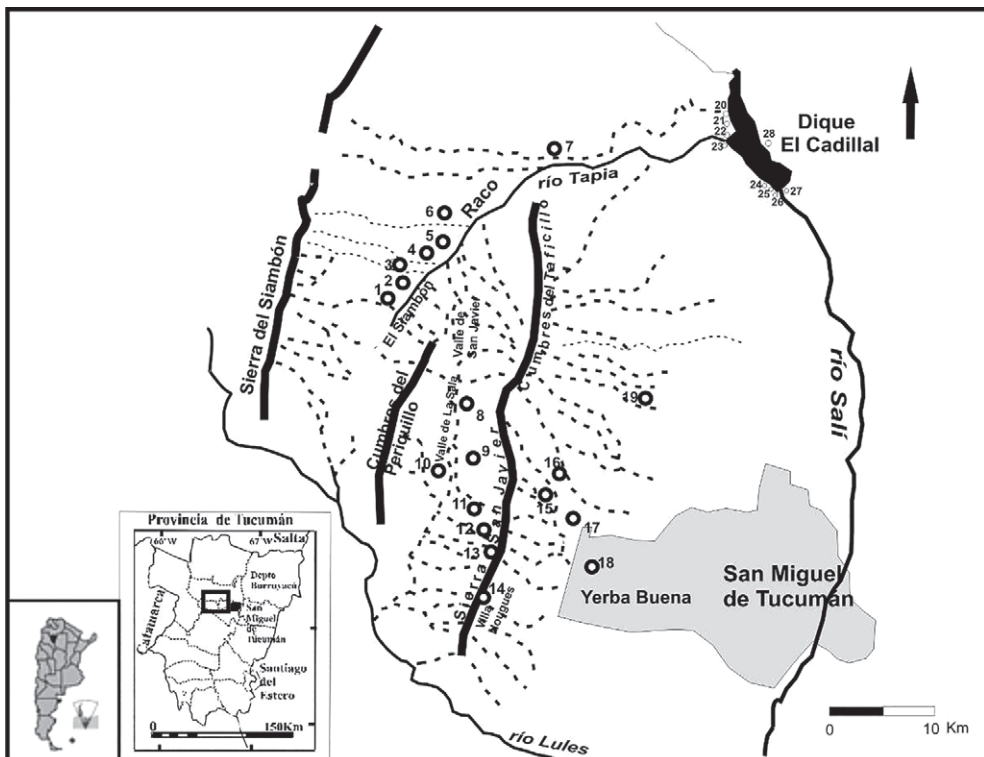 20
21
22
23
28
Dique
El Cadillal
24
25
26
27
7
río Tapia
Raco
6
5
4
3
2
1
El Siambón
Sierra del Siambón
Cumbres del
Periquillo
Valle de
San Javier
Valle de La Sala
Cumbres del Taficillo
río Salí
8
9
10
11
12
13
14
Sierra San Javier
Villa
Nougues
15
16
17
18
19
Yerba Buena
San Miguel
de Tucumán
río Lules
0 10 Km
Provincia de Tucumán
66°W 67°W
Salta
Depto
Burruyacú
San
Miguel
de
Tucumán
Catamarca
Santiago
del
Estero
0 150Km